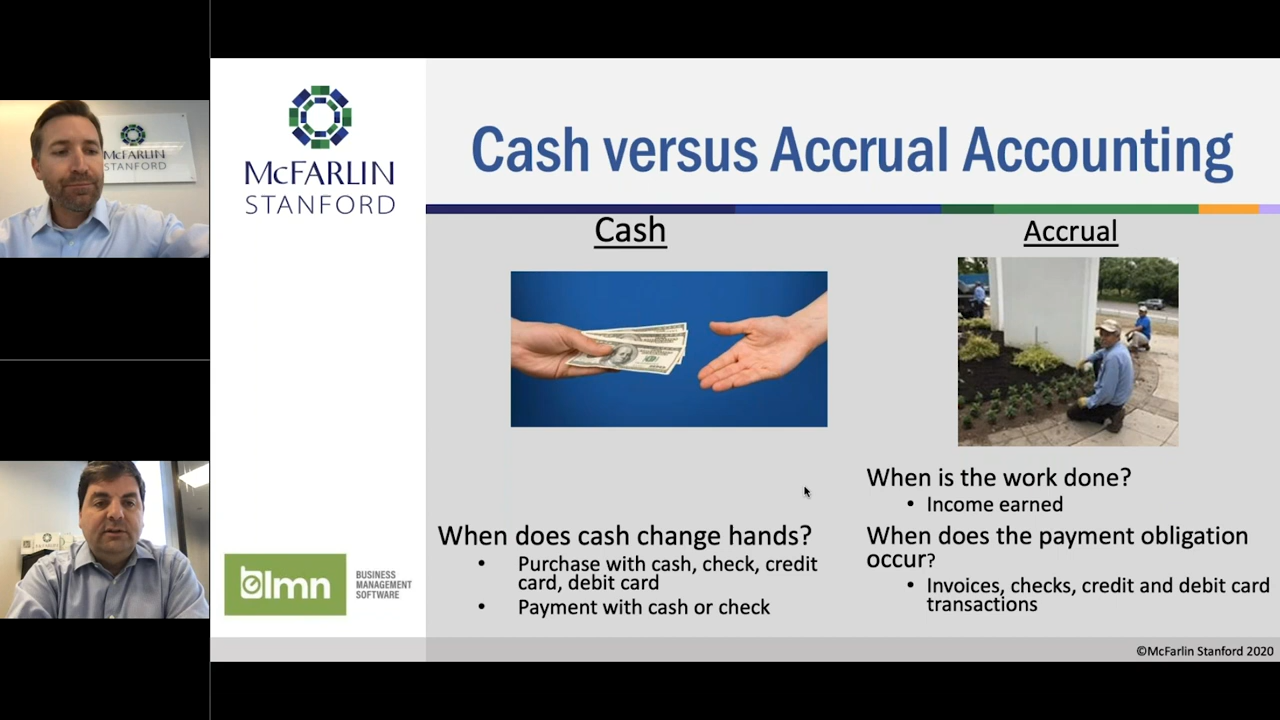 McFARLIN
STANFORD
McFARLIN
STANFORD
Cash versus Accrual Accounting
Cash
Accrual
When does cash change hands?
• Purchase with cash, check, credit
card, debit card
• Payment with cash or check
When is the work done?
• Income earned
When does the payment obligation
occur?
• Invoices, checks, credit and debit card
transactions
lmn
BUSINESS
MANAGEMENT
SOFTWARE
©McFarlin Stanford 2020